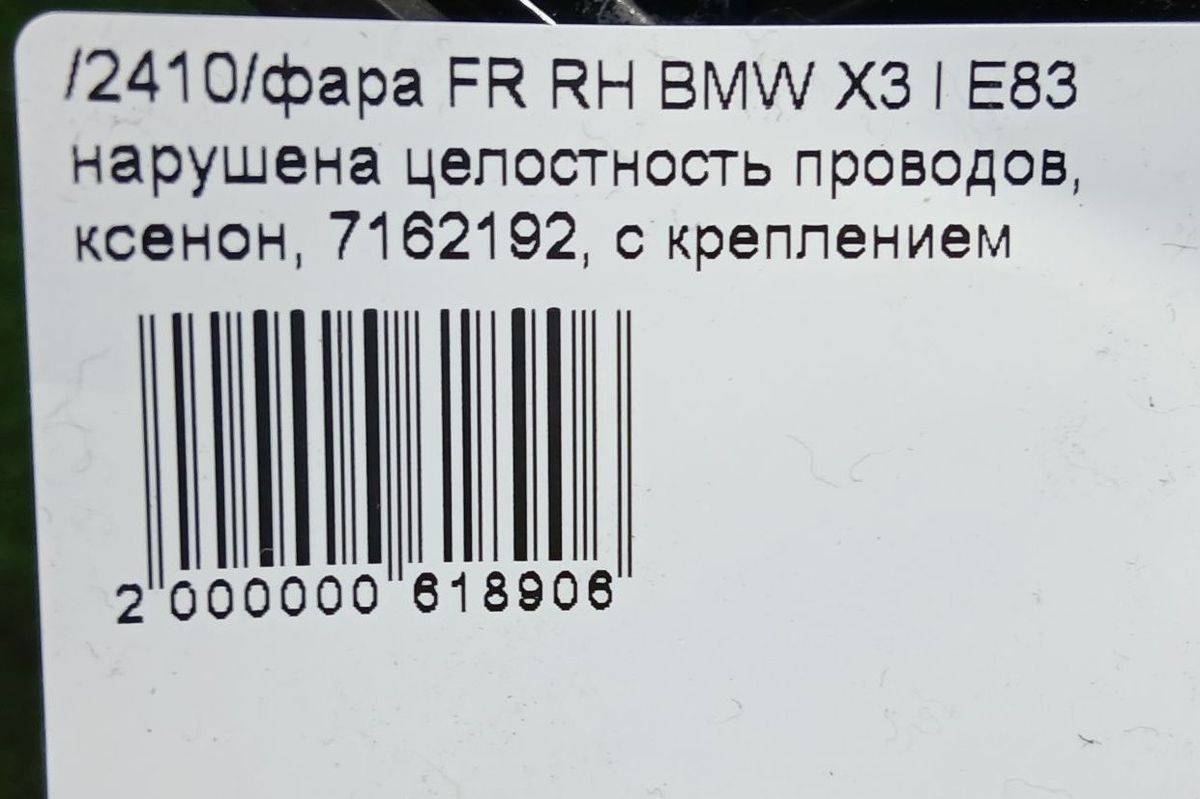 /2410/фара FR RH BMW X3 I E83
нарушена целостность проводов,
ксенон, 7162192, с креплением
2 000000 618906